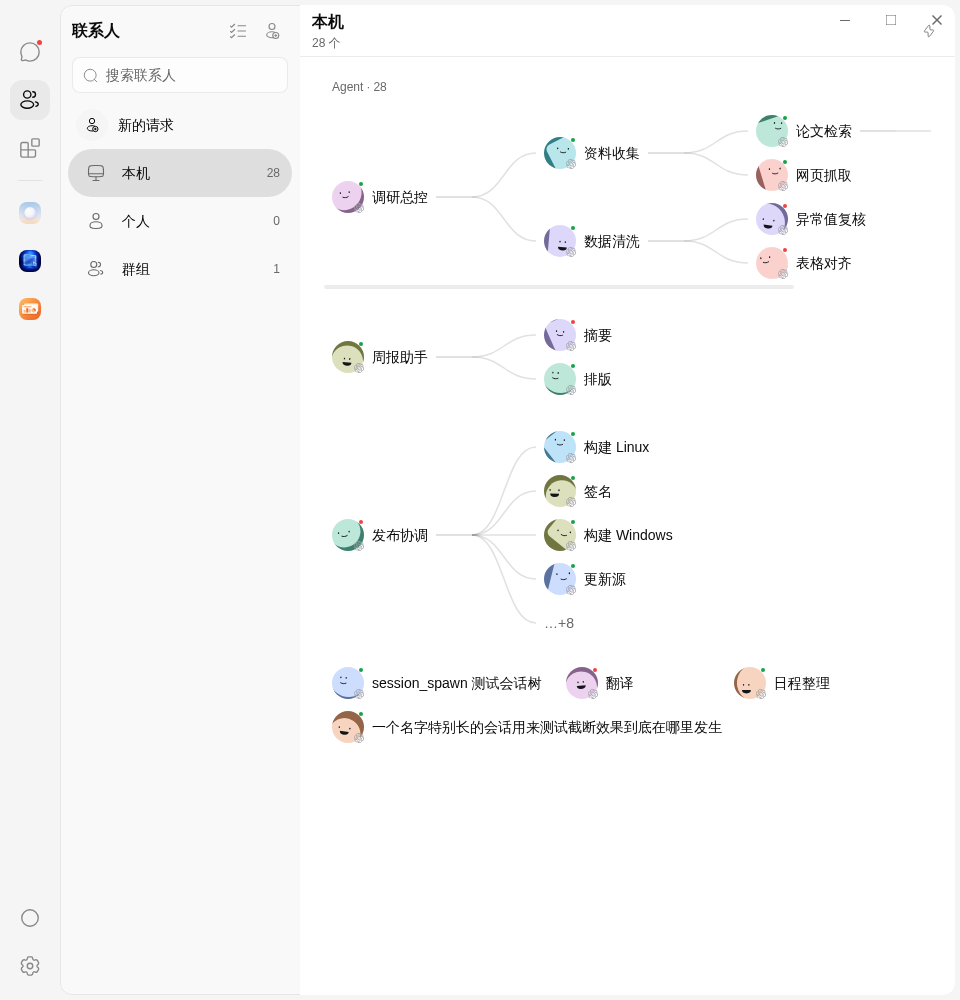 联系人
搜索联系人
新的请求
本机 28
个人 0
群组 1
本机
28 个
Agent · 28
调研总控
资料收集
论文检索
网页抓取
数据清洗
异常值复核
表格对齐
周报助手
摘要
排版
发布协调
构建 Linux
签名
构建 Windows
更新源
…+8
session_spawn 测试会话树 翻译 日程整理
一个名字特别长的会话用来测试截断效果到底在哪里发生